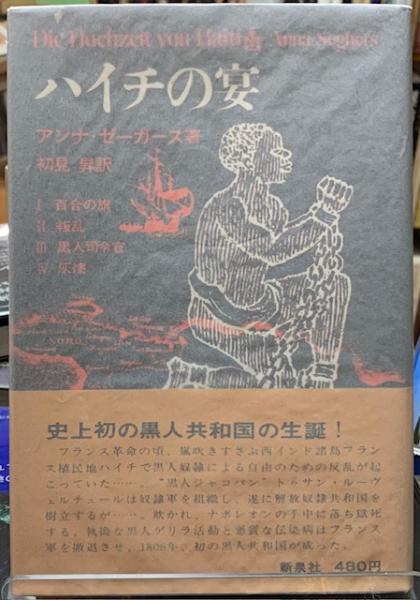 Die Hochzeit von Haiti Anna Seghers
ハイチの宴
アンナ・ゼーガース著
初見 昇訳
Ⅰ 百合の旗
Ⅱ 叛乱
Ⅲ 黒人司令官
Ⅳ
NORD
史上初の黒人共和国の生誕！
フランス革命の頃、嵐吹きすさぶ西インド諸島フラン
ス植民地ハイチで黒人奴隷による自由のための反乱が起
こっていた……。“黒人ジャコバン”トゥサン・ルーヴ
ェルチュールは奴隷軍を組織し、遂に解放奴隷共和国を
樹立するが……。欺かれ、ナポレオンの手中に落ち獄死
する。執拗な黒人ゲリラ活動と悪質な伝染病はフランス
軍を撤退させ、1806年、初の黒人共和国が成った。
新泉社 480円